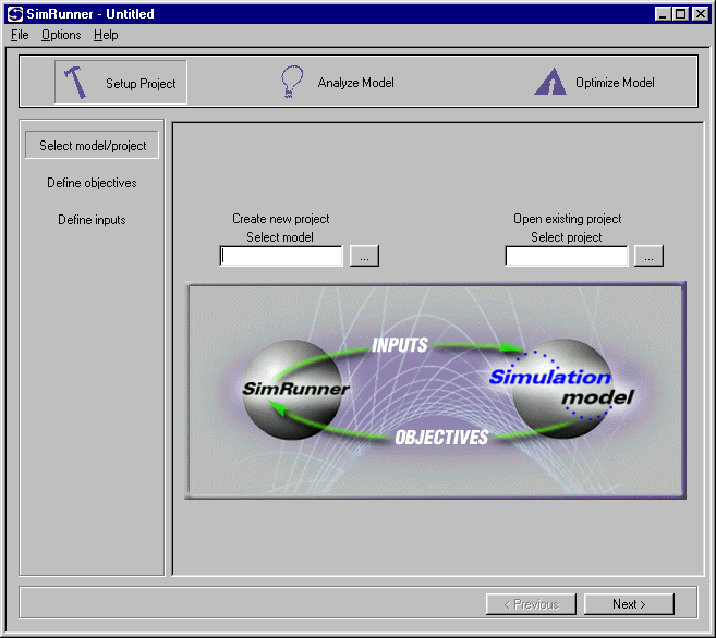 SimRunner - Untitled
File Options Help
Setup Project
Analyze Model
Optimize Model
Select model/project
Define objectives
Define inputs
Create new project
Select model
...
Open existing project
Select project
...
INPUTS
SimRunner
Simulation
model
OBJECTIVES
< Previous
Next >